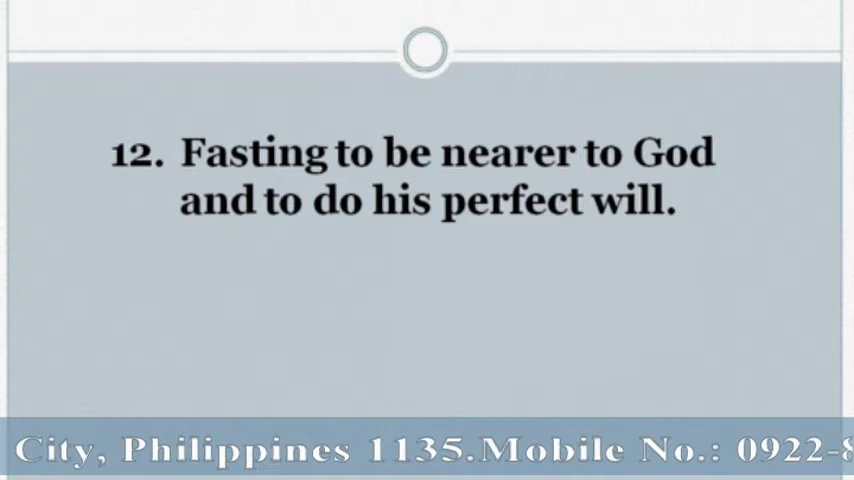 12. Fasting to be nearer to God
and to do his perfect will.
City, Philippines 1135.Mobile No.: 0922-8